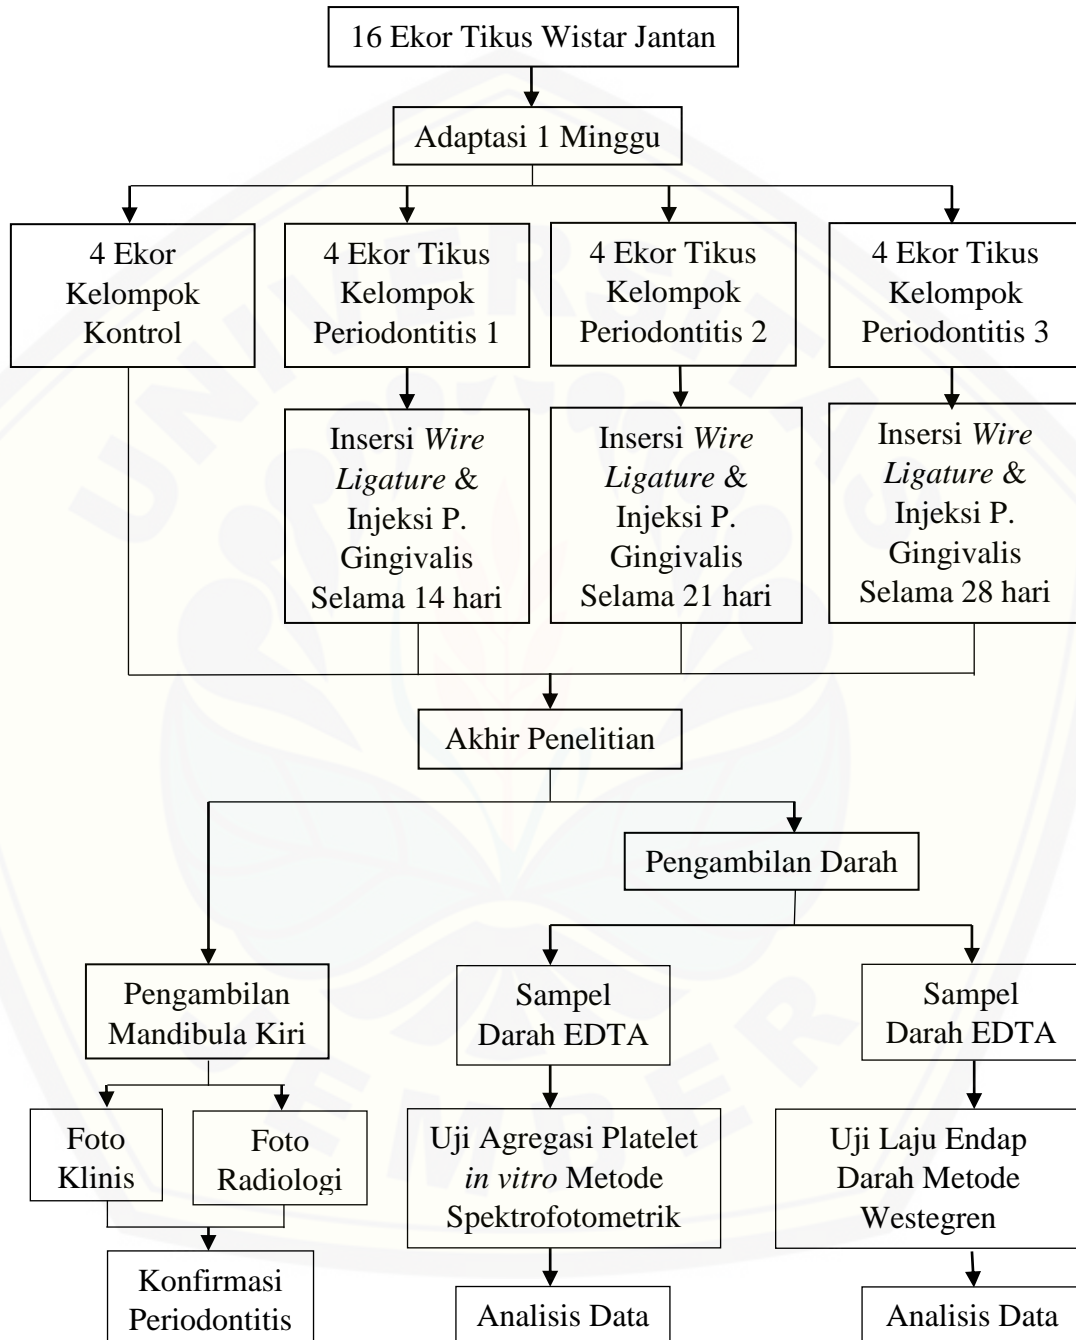 16 Ekor Tikus Wistar Jantan
Adaptasi 1 Minggu
4 Ekor
Kelompok
Kontrol
4 Ekor Tikus
Kelompok
Periodontitis 1
4 Ekor Tikus
Kelompok
Periodontitis 2
4 Ekor Tikus
Kelompok
Periodontitis 3
Insersi Wire
Ligature &
Injeksi P.
Gingivalis
Selama 14 hari
Insersi Wire
Ligature &
Injeksi P.
Gingivalis
Selama 21 hari
Insersi Wire
Ligature &
Injeksi P.
Gingivalis
Selama 28 hari
Akhir Penelitian
Pengambilan Darah
Pengambilan
Mandibula Kiri
Sampel
Darah EDTA
Sampel
Darah EDTA
Foto
Klinis
Foto
Radiologi
Uji Agregasi Platelet
in vitro Metode
Spektrofotometrik
Uji Laju Endap
Darah Metode
Westegren
Konfirmasi
Periodontitis
Analisis Data
Analisis Data
UNIVERSITAS
JEMBER